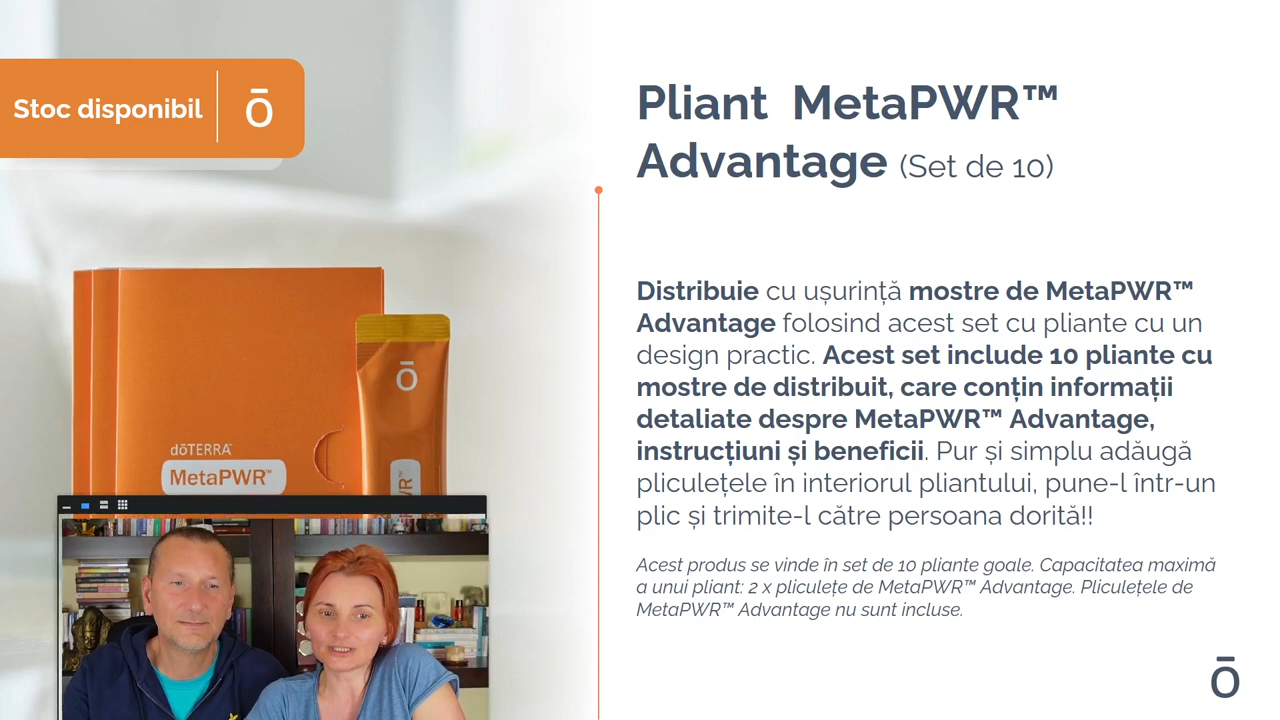 Stoc disponibil
ō
Pliant MetaPWR™
Advantage (Set de 10)
Distribuie cu ușurință mostre de MetaPWR™
Advantage folosind acest set cu pliante cu un
design practic. Acest set include 10 pliante cu
mostre de distribuit, care conțin informații
detaliate despre MetaPWR™ Advantage,
instrucțiuni și beneficii. Pur și simplu adăugă
pliculețele în interiorul pliantului, pune-l într-un
plic și trimite-l către persoana dorită!!
Acest produs se vinde în set de 10 pliante goale. Capacitatea maximă
a unui pliant: 2 x pliculețe de MetaPWR™ Advantage. Pliculețele de
MetaPWR™ Advantage nu sunt incluse.
ō
dōTERRA™
MetaPWR™
WR™
ō